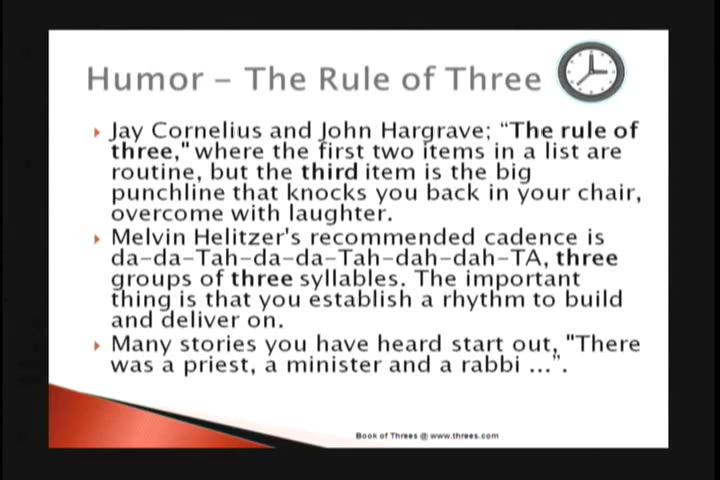 Humor – The Rule of Three
Jay Cornelius and John Hargrave; “The rule of
three," where the first two items in a list are
routine, but the third item is the big
punchline that knocks you back in your chair,
overcome with laughter.
Melvin Helitzer's recommended cadence is
da-da-Tah-da-da-Tah-dah-dah-TA, three
groups of three syllables. The important
thing is that you establish a rhythm to build
and deliver on.
Many stories you have heard start out, "There
was a priest, a minister and a rabbi ...".
Book of Threes @ www.threes.com